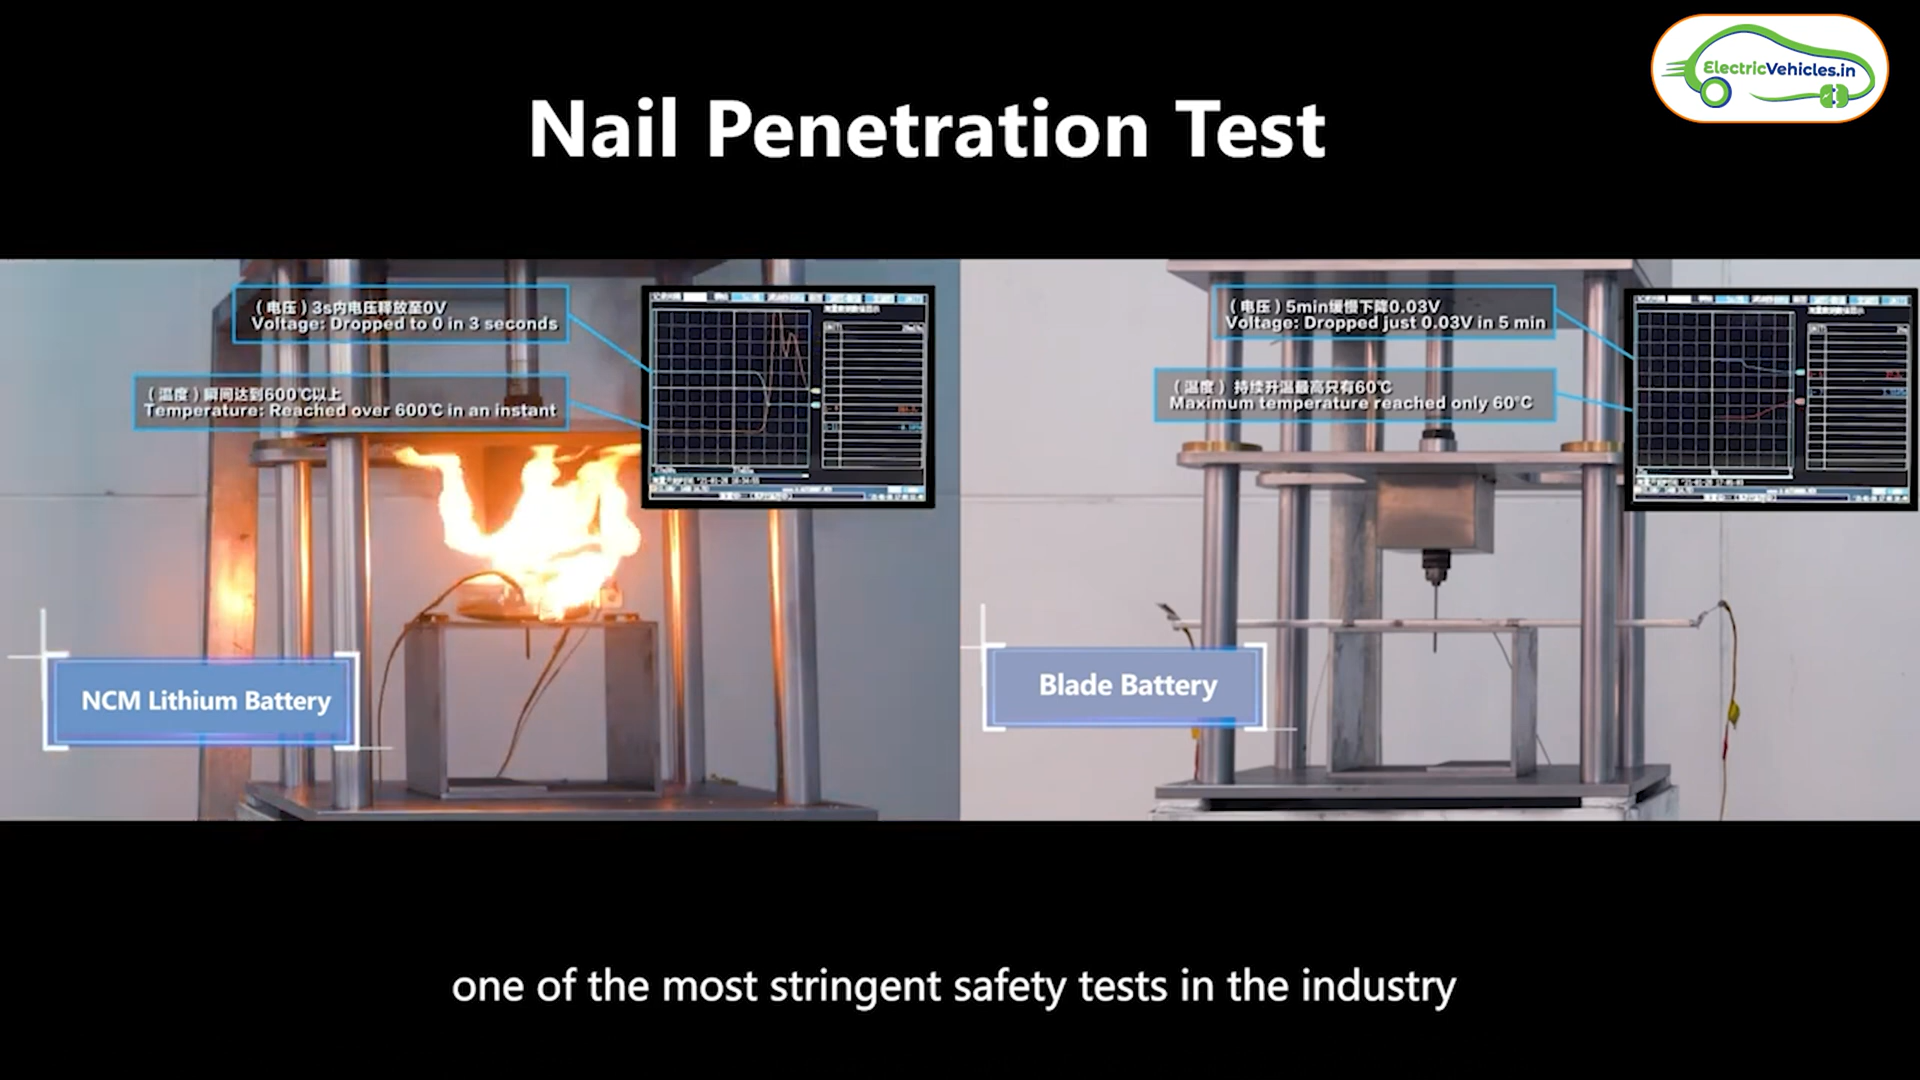 ElectricVehicles.in
Nail Penetration Test
（电压）3s内电压释放至0V
Voltage: Dropped to 0 in 3 seconds
（温度）瞬间达到600℃以上
Temperature: Reached over 600℃ in an instant
（电压）5min缓慢下降0.03V
Voltage: Dropped just 0.03V in 5 min
（温度）持续升温最高只有60℃
Maximum temperature reached only 60℃
NCM Lithium Battery
Blade Battery
one of the most stringent safety tests in the industry